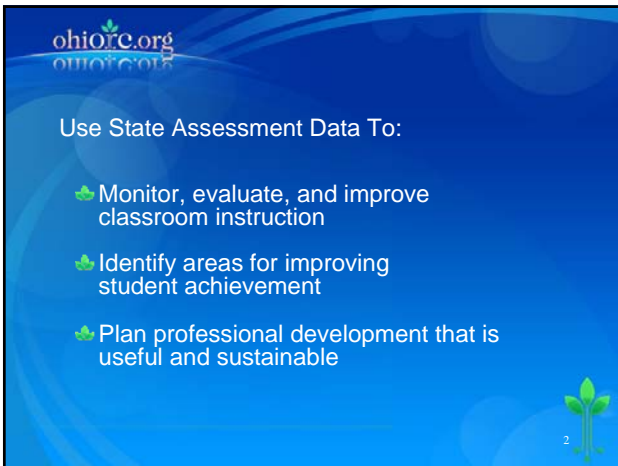 ohiorc.org
Use State Assessment Data To:
Monitor, evaluate, and improve
classroom instruction
Identify areas for improving
student achievement
Plan professional development that is
useful and sustainable
2